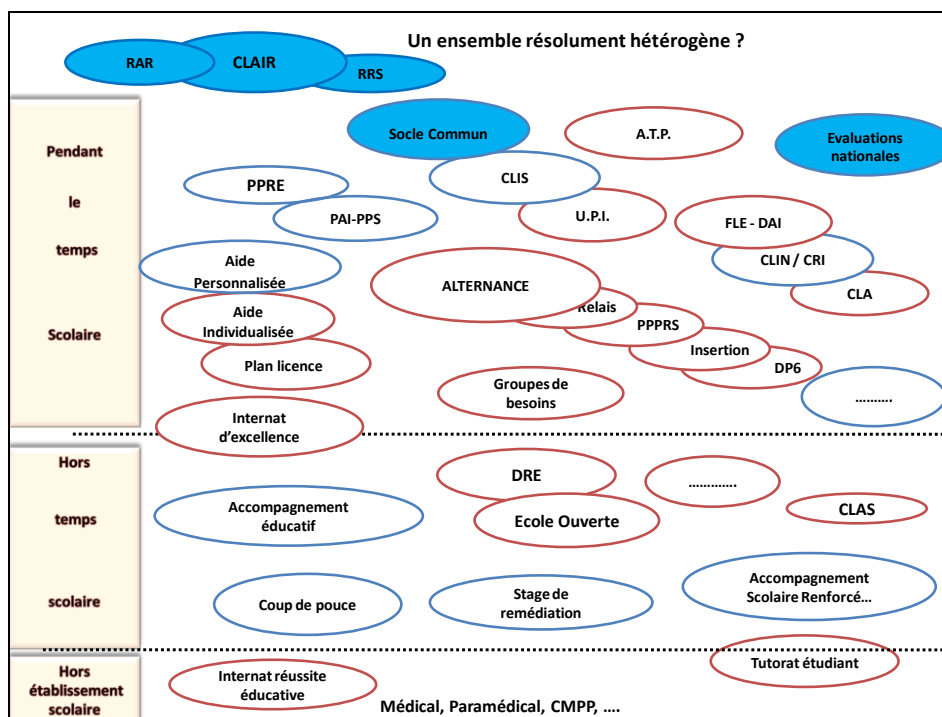 Un ensemble résolument hétérogène ?
RAR
CLAIR
RRS
Socle Commun
A.T.P.
Evaluations
nationales
Pendant
le
temps
Scolaire
PPRE
CLIS
PAI-PPS
U.P.I.
FLE - DAI
CLIN / CRI
CLA
Aide
Personnalisée
ALTERNANCE
Relais
PPPRS
Insertion
DP6
Aide
Individualisée
Plan licence
Groupes de
besoins
……….
Internat
d’excellence
Hors
temps
scolaire
DRE
………….
Accompagnement
éducatif
Ecole Ouverte
CLAS
Coup de pouce
Stage de
remédiation
Accompagnement
Scolaire Renforcé…
Hors
établissement
scolaire
Internat réussite
éducative
Tutorat étudiant
Médical, Paramédical, CMPP, ….